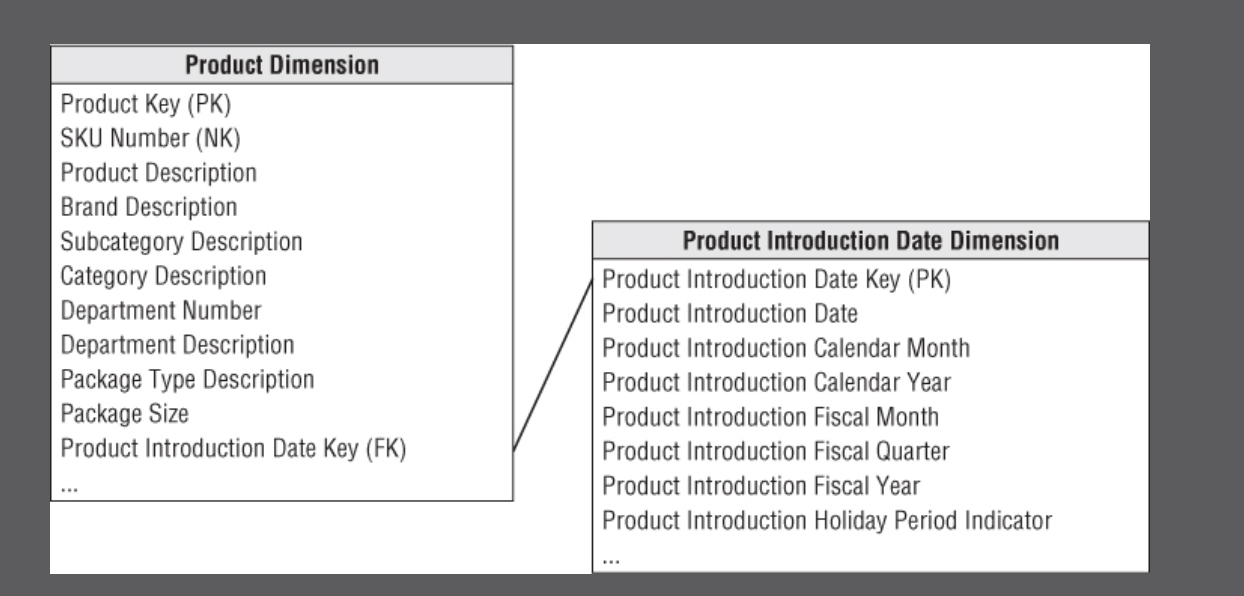 Product Dimension
Product Key (PK)
SKU Number (NK)
Product Description
Brand Description
Subcategory Description
Category Description
Department Number
Department Description
Package Type Description
Package Size
Product Introduction Date Key (FK)
...
Product Introduction Date Dimension
Product Introduction Date Key (PK)
Product Introduction Date
Product Introduction Calendar Month
Product Introduction Calendar Year
Product Introduction Fiscal Month
Product Introduction Fiscal Quarter
Product Introduction Fiscal Year
Product Introduction Holiday Period Indicator
...